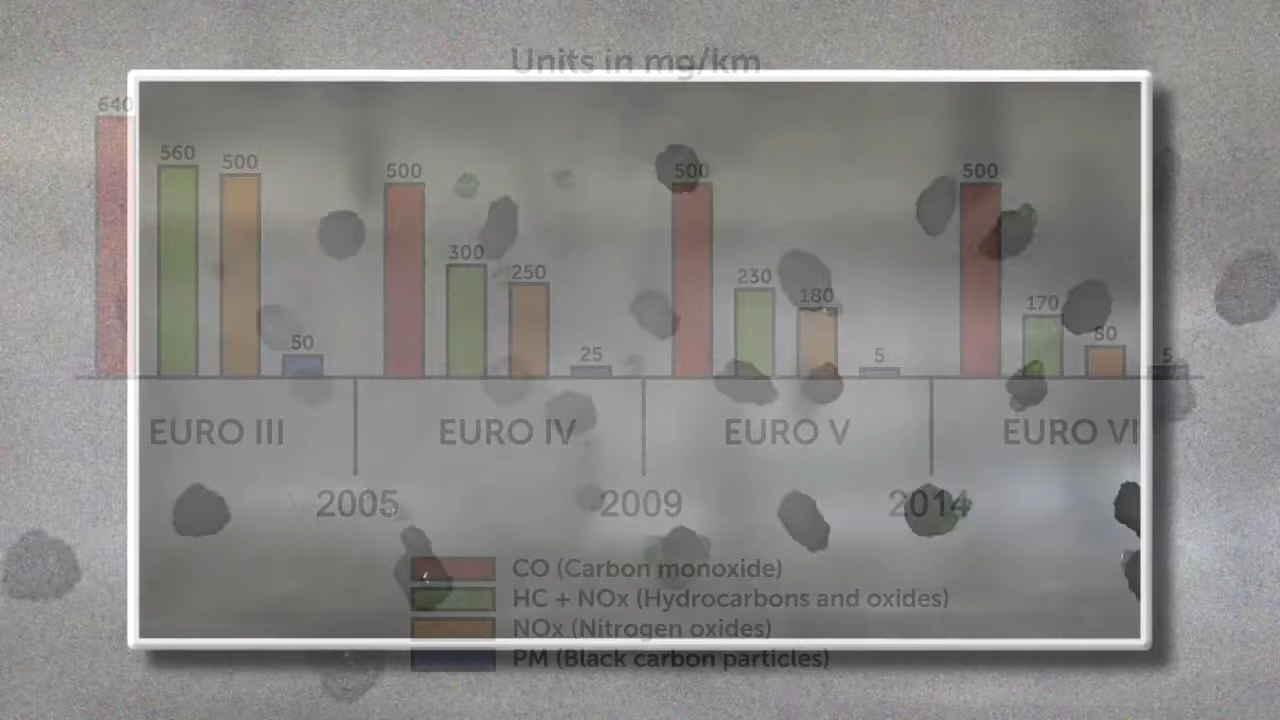 Units in mg/km
640
560
500
50
500
300
250
25
500
230
180
5
500
170
80
5
EURO III
EURO IV
EURO V
EURO VI
2005
2009
2014
CO (Carbon monoxide)
HC + NOx (Hydrocarbons and oxides)
NOx (Nitrogen oxides)
PM (Black carbon particles)